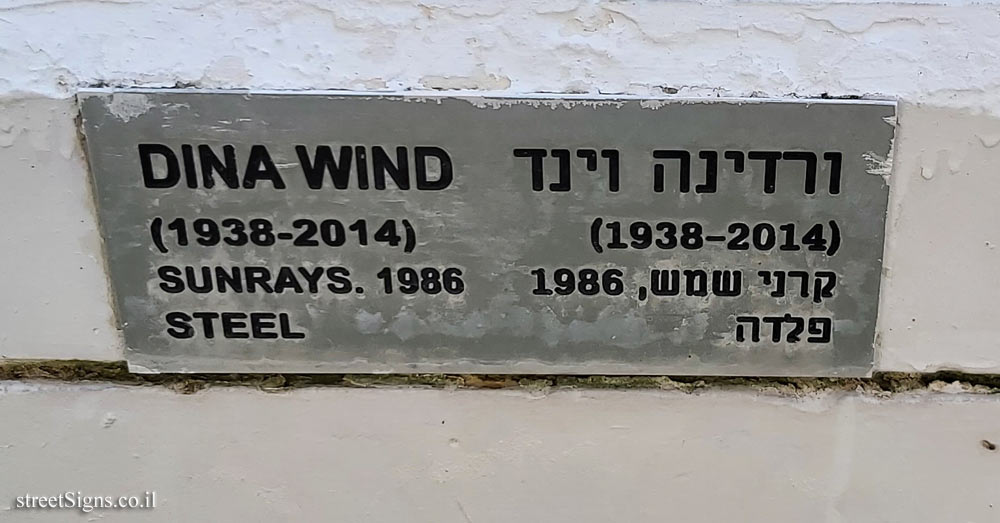 DINA WIND
(1938-2014)
SUNRAYS. 1986
STEEL
ורדינה וינד
(1938-2014)
קרני שמש, 1986
פלדה
streetSigns.co.il